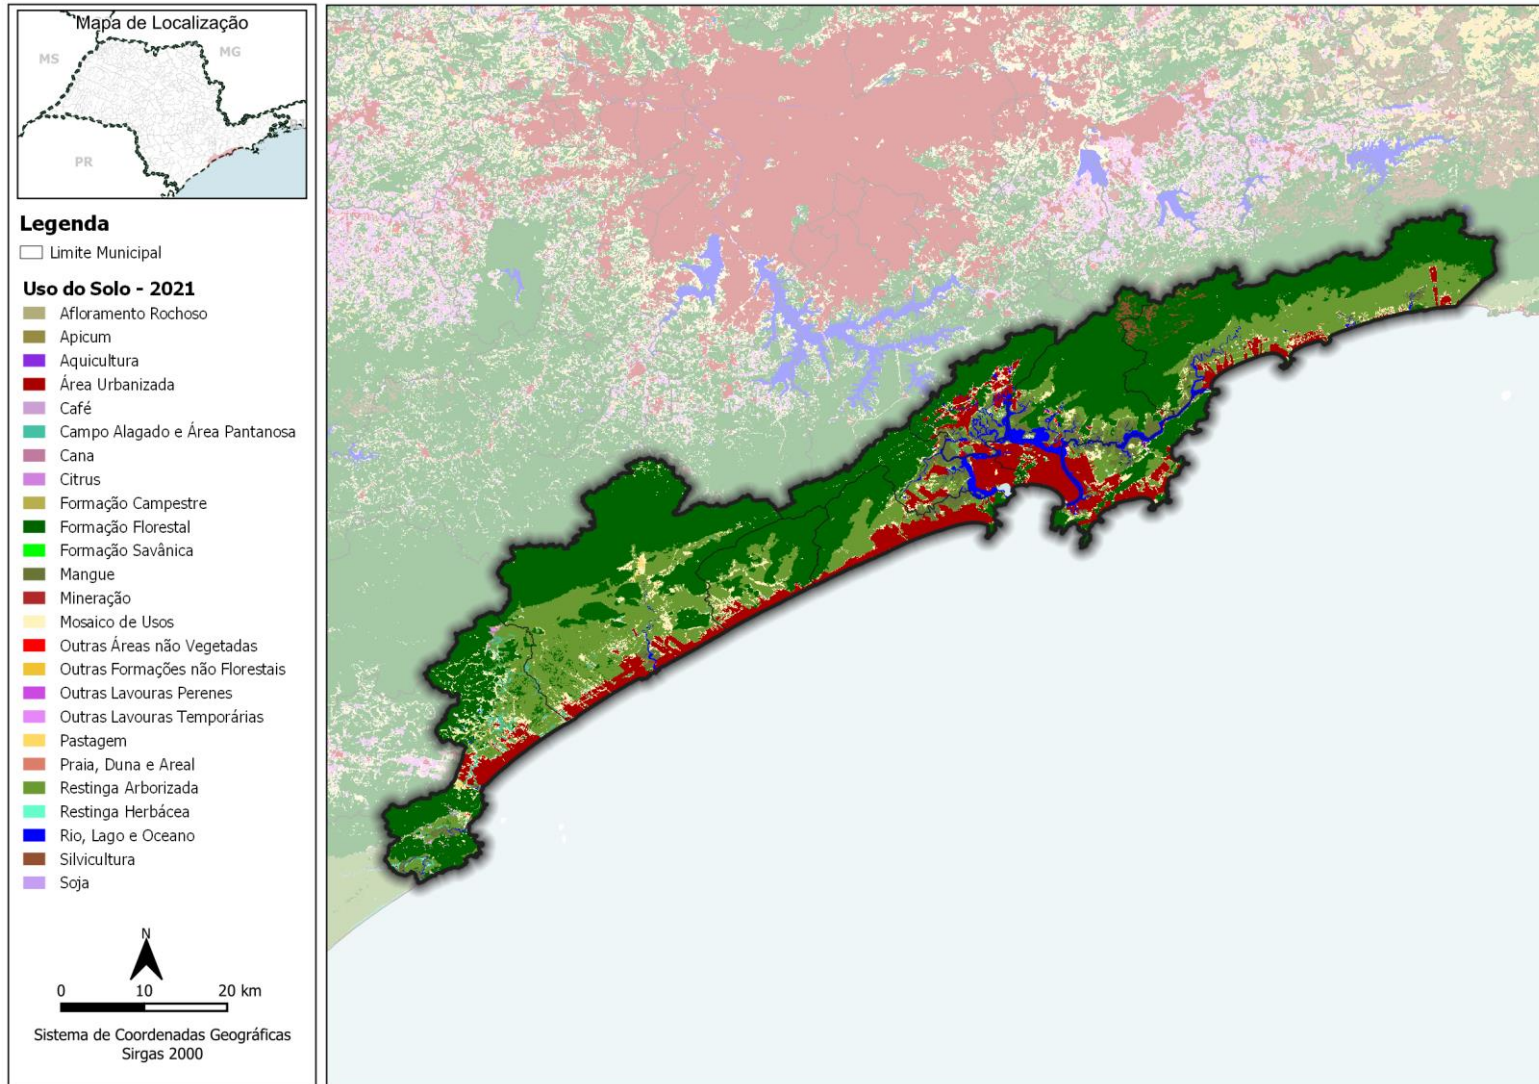 Mapa de Localização
MS
MG
PR
Legenda
Limite Municipal
Uso do Solo - 2021
Afloramento Rochoso
Apicum
Aquicultura
Área Urbanizada
Café
Campo Alagado e Área Pantanosa
Cana
Citrus
Formação Campestre
Formação Florestal
Formação Savânica
Mangue
Mineração
Mosaico de Usos
Outras Áreas não Vegetadas
Outras Formações não Florestais
Outras Lavouras Perenes
Outras Lavouras Temporárias
Pastagem
Praia, Duna e Areal
Restinga Arborizada
Restinga Herbácea
Rio, Lago e Oceano
Silvicultura
Soja
N
0 10 20 km
Sistema de Coordenadas Geográficas
Sirgas 2000